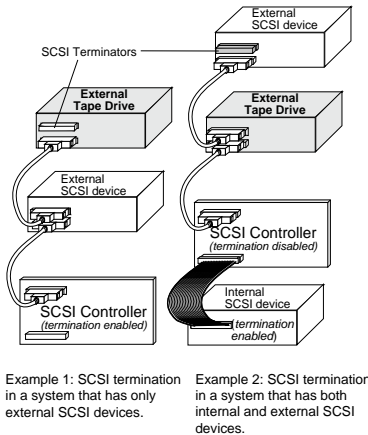 External
SCSI device
SCSI Terminators
External
Tape Drive
External
Tape Drive
External
SCSI device
SCSI Controller
(termination disabled)
Internal
SCSI device
(termination
enabled)
SCSI Controller
(termination enabled)
Example 1: SCSI termination
in a system that has only
external SCSI devices.
Example 2: SCSI termination
in a system that has both
internal and external SCSI
devices.